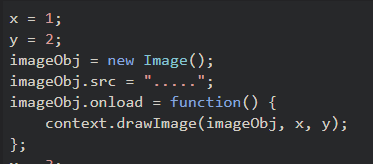 x = 1;
y = 2;
imageObj = new Image();
imageObj.src = ".....";
imageObj.onload = function() {
    context.drawImage(imageObj, x, y);
};